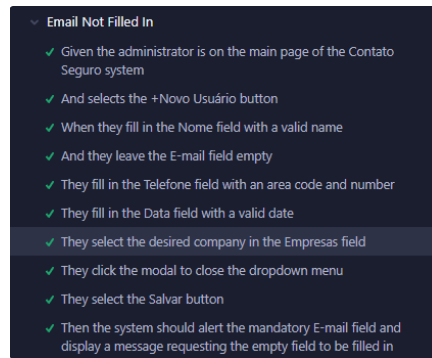 Email Not Filled In
Given the administrator is on the main page of the Contato
Seguro system
And selects the +Novo Usuário button
When they fill in the Nome field with a valid name
And they leave the E-mail field empty
They fill in the Telefone field with an area code and number
They fill in the Data field with a valid date
They select the desired company in the Empresas field
They click the modal to close the dropdown menu
They select the Salvar button
Then the system should alert the mandatory E-mail field and
display a message requesting the empty field to be filled in